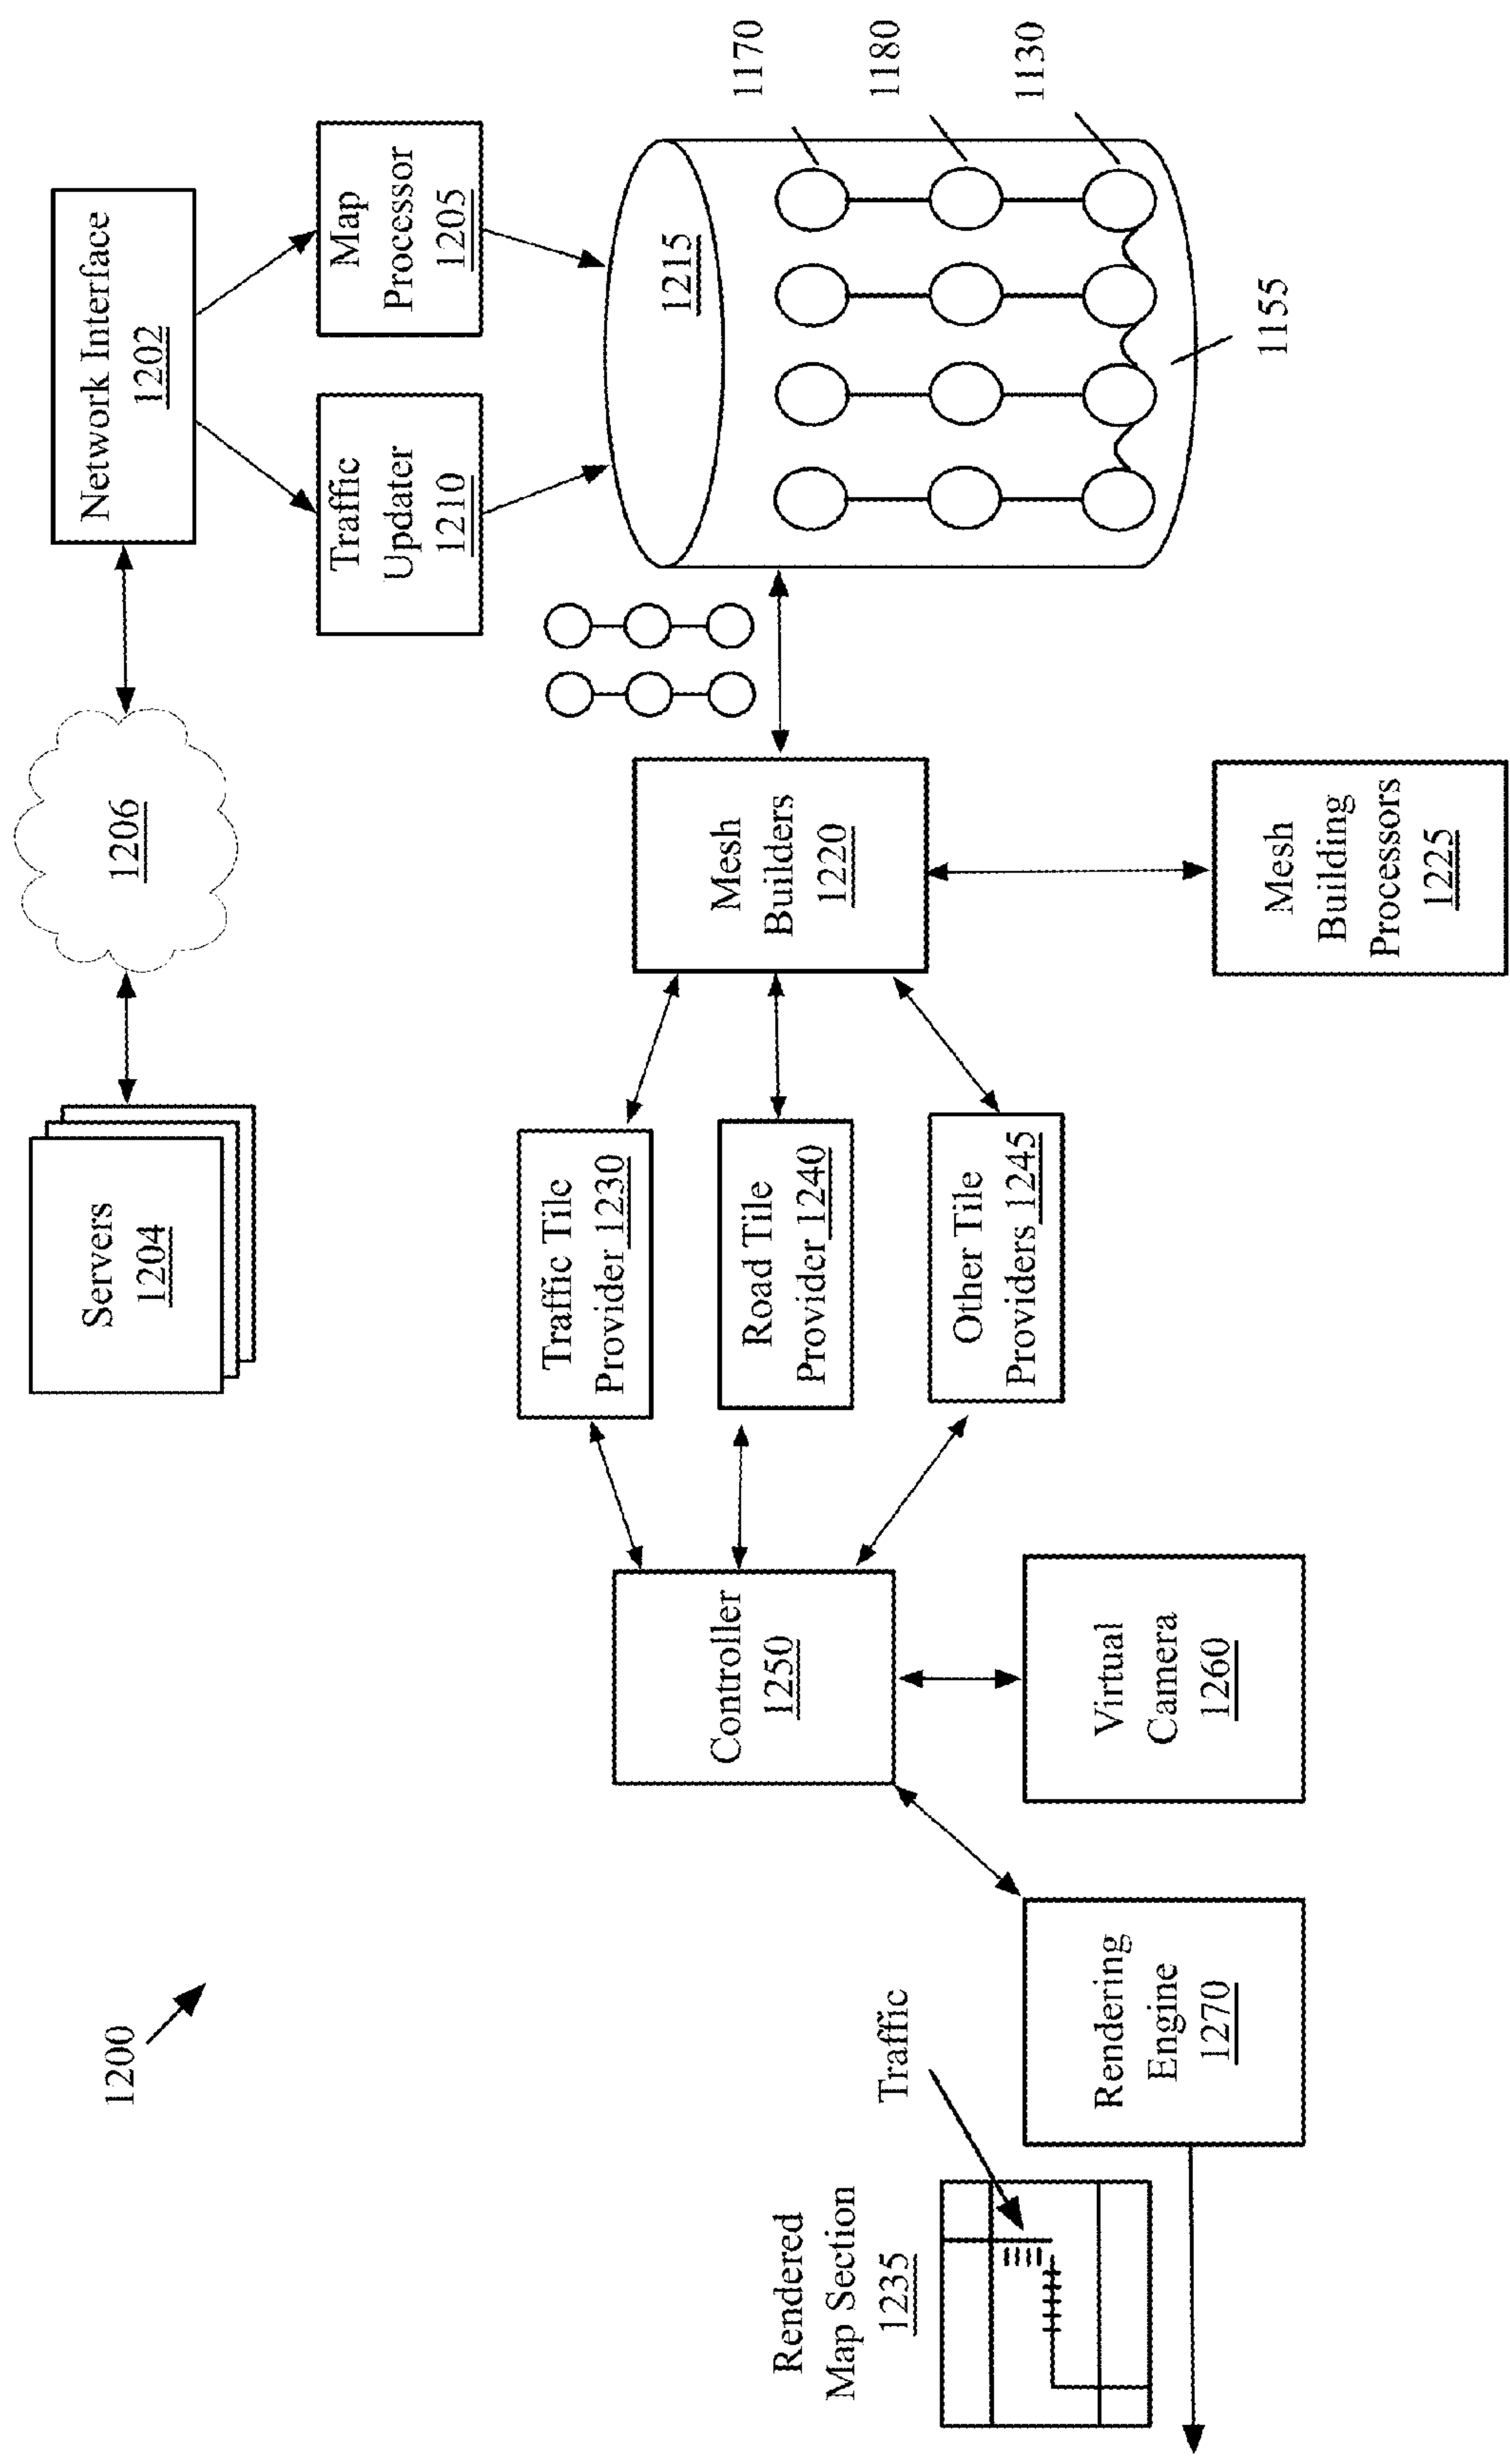 1200
Servers
1204
1206
Network Interface
1202
Map
Processor
1205
Traffic
Updater
1210
1215
1170
1180
1130
1155
Mesh
Builders
1220
Mesh
Building
Processors
1225
Traffic Tile
Provider 1230
Road Tile
Provider 1240
Other Tile
Providers 1245
Controller
1250
Virtual
Camera
1260
Rendering
Engine
1270
Traffic
Rendered
Map Section
1235